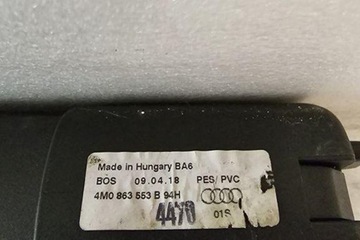 Made in Hungary BA6
BOS 09.04.18 PES/ PVC
4M0 863 553 B 94H
4470 01S